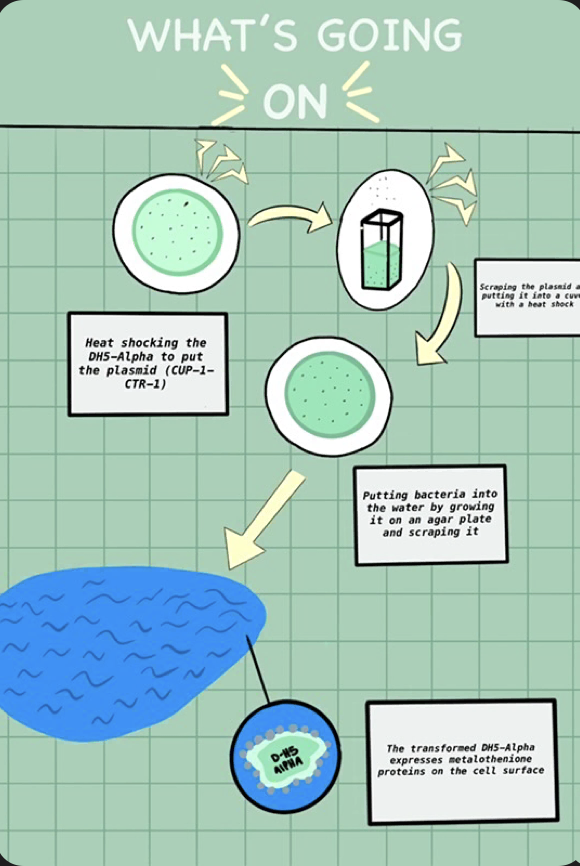 WHAT'S GOING
ON
Scraping the plasmid a
putting it into a cuv
with a heat shock
Heat shocking the
DH5-Alpha to put
the plasmid (CUP-1-
CTR-1)
Putting bacteria into
the water by growing
it on an agar plate
and scraping it
D-H5
AlPHA
The transformed DH5-Alpha
expresses metalothenione
proteins on the cell surface